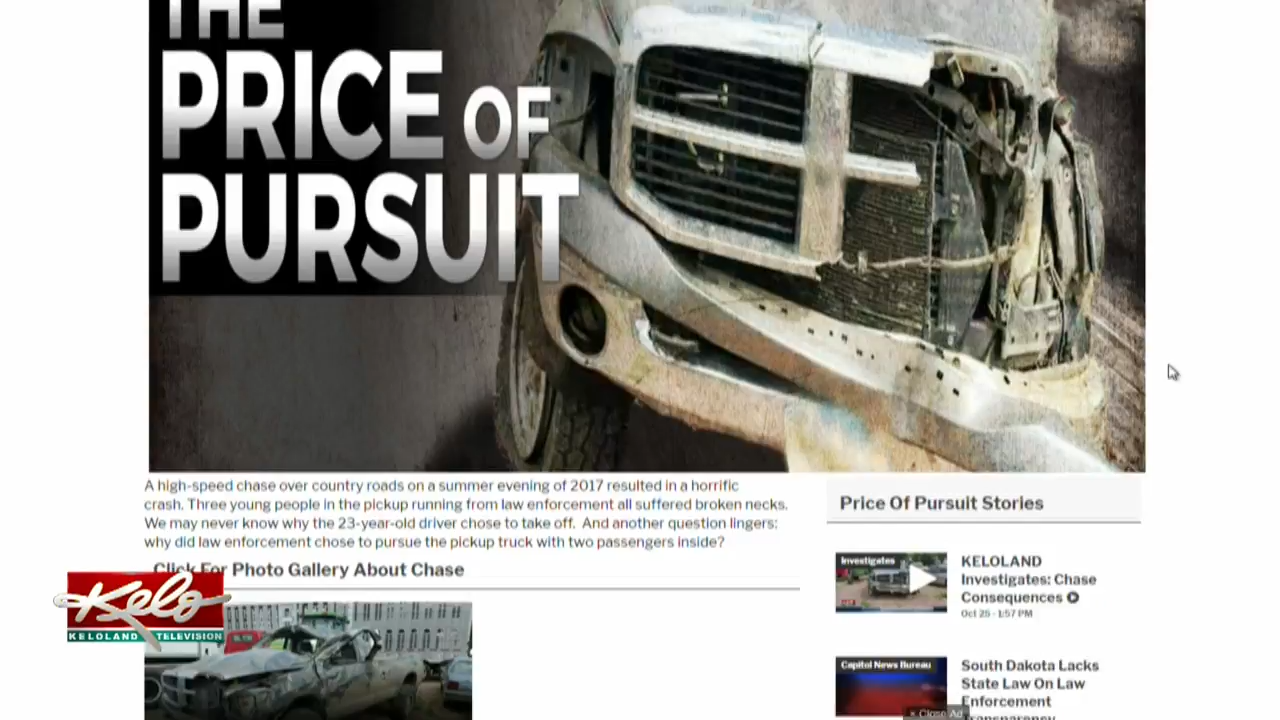 THE
PRICE OF
PURSUIT
A high-speed chase over country roads on a summer evening of 2017 resulted in a horrific
crash. Three young people in the pickup running from law enforcement all suffered broken necks.
We may never know why the 23-year-old driver chose to take off. And another question lingers:
why did law enforcement chose to pursue the pickup truck with two passengers inside?
Click For Photo Gallery About Chase
Kelo
KELOLAND TELEVISION
Price Of Pursuit Stories
Investigates
KELOLAND
Investigates: Chase
Consequences
Oct 25 - 1:57 PM
Capitol News Bureau
South Dakota Lacks
State Law On Law
Enforcement
Transparency
× Close Ad